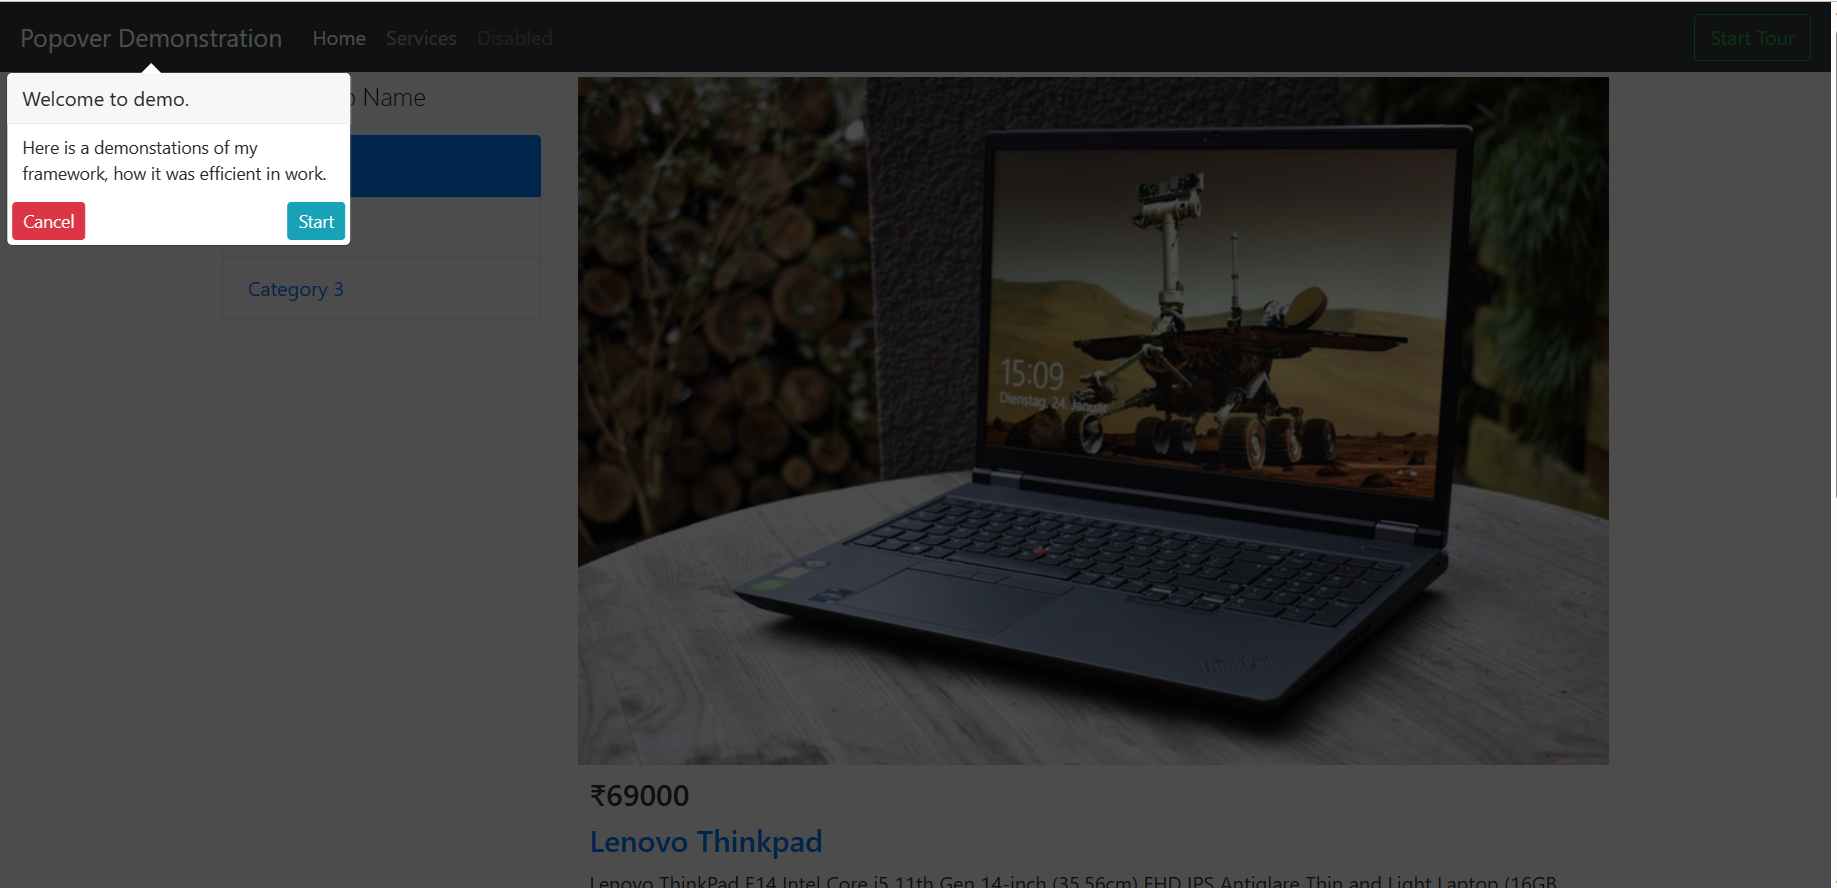 Popover Demonstration Home Services Disabled Start Tour
Welcome to demo.
Here is a demonstations of my
framework, how it was efficient in work.
Cancel Start
Name
Category 3
15:09
Dienstag, 24. Januar
ThinkPad
₹69000
Lenovo Thinkpad
Lenovo ThinkPad E14 Intel Core i5 11th Gen 14-inch (35.56cm) FHD IPS Antiglare Thin and Light Laptop (16GB